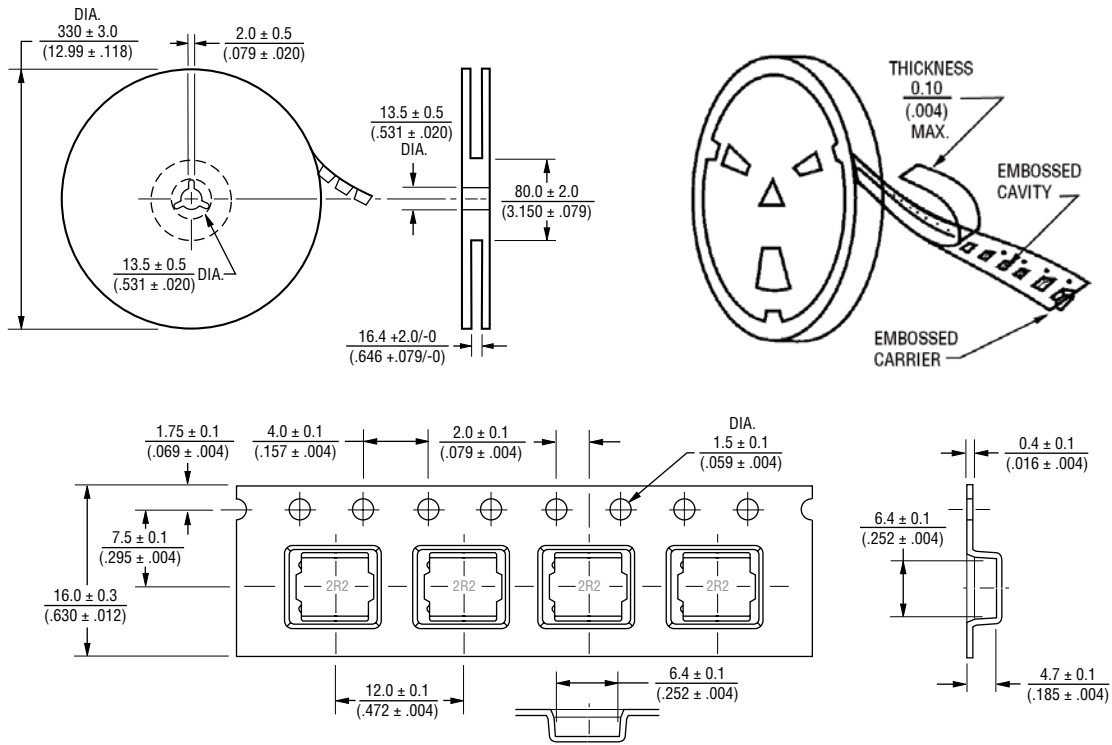 DIA.
330 ± 3.0
(12.99 ± .118)
2.0 ± 0.5
(.079 ± .020)
13.5 ± 0.5
(.531 ± .020)
DIA.
80.0 ± 2.0
(3.150 ± .079)
13.5 ± 0.5
(.531 ± .020)
DIA.
16.4 +2.0/-0
(.646 +.079/-0)
THICKNESS
0.10
(.004)
MAX.
EMBOSSED
CAVITY
EMBOSSED
CARRIER
1.75 ± 0.1
(.069 ± .004)
4.0 ± 0.1
(.157 ± .004)
2.0 ± 0.1
(.079 ± .004)
DIA.
1.5 ± 0.1
(.059 ± .004)
0.4 ± 0.1
(.016 ± .004)
7.5 ± 0.1
(.295 ± .004)
6.4 ± 0.1
(.252 ± .004)
16.0 ± 0.3
(.630 ± .012)
2R2 2R2 2R2 2R2
12.0 ± 0.1
(.472 ± .004)
6.4 ± 0.1
(.252 ± .004)
4.7 ± 0.1
(.185 ± .004)